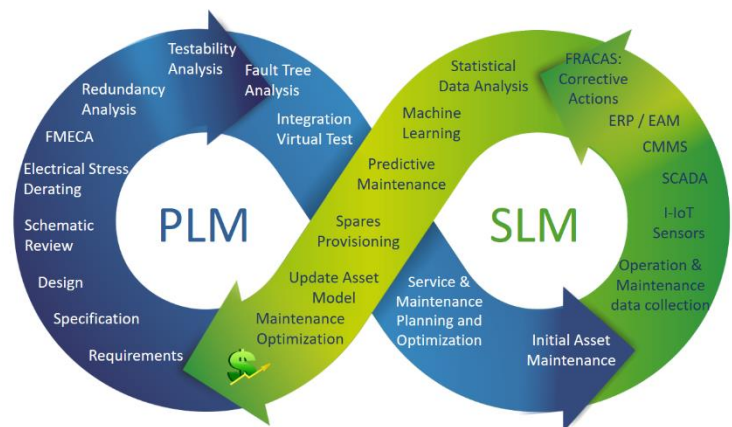 Testability
Analysis
Fault Tree
Analysis
Redundancy
Analysis
Integration
Virtual Test
FMECA
Electrical Stress
Derating
Schematic
Review
Design
Specification
Requirements
PLM
Statistical
Data Analysis
Machine
Learning
Predictive
Maintenance
Spares
Provisioning
Update Asset
Model
Maintenance
Optimization
$
SLM
FRACAS:
Corrective
Actions
ERP / EAM
CMMS
SCADA
I-IoT
Sensors
Operation &
Maintenance
data collection
Service &
Maintenance
Planning and
Optimization
Initial Asset
Maintenance